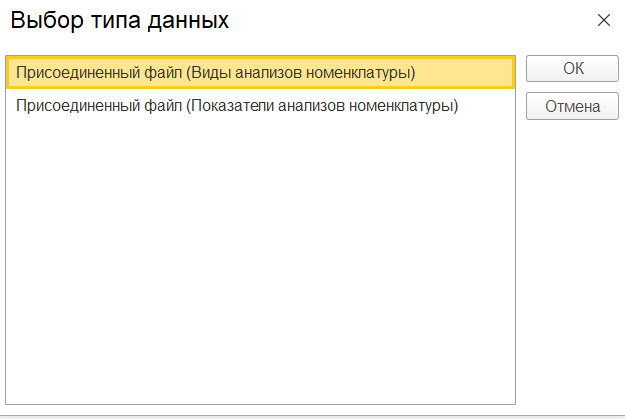 Выбор типа данных
Присоединенный файл (Виды анализов номенклатуры)
ОК
Присоединенный файл (Показатели анализов номенклатуры)
Отмена